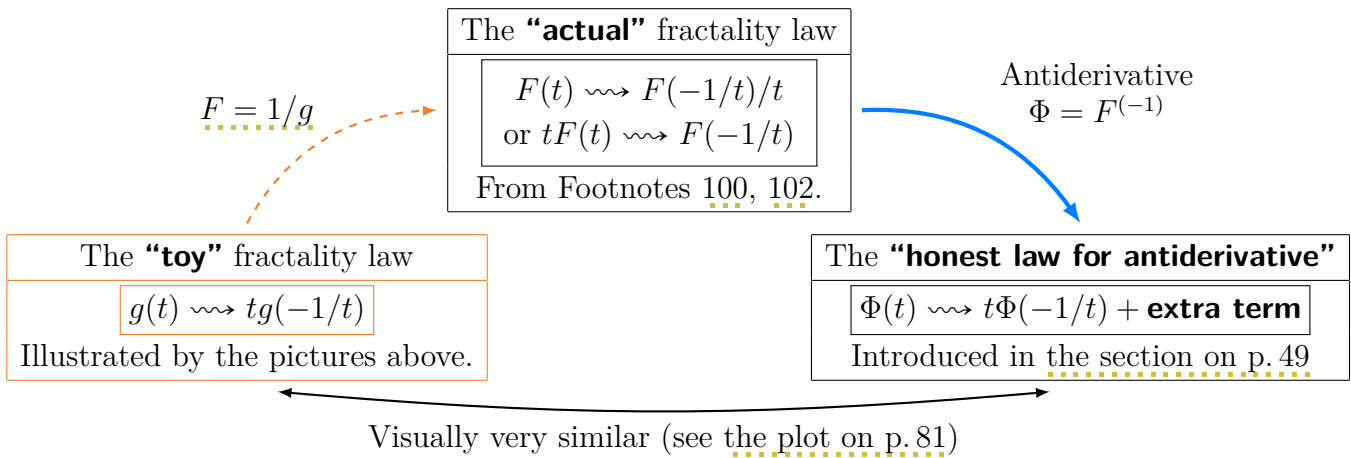 The “actual” fractality law
F(t) ⇝ F(−1/t)/t
or tF(t) ⇝ F(−1/t)
From Footnotes 100, 102.
F = 1/g
Antiderivative
Φ = F^(−1)
The “toy” fractality law
g(t) ⇝ tg(−1/t)
Illustrated by the pictures above.
The “honest law for antiderivative”
Φ(t) ⇝ tΦ(−1/t) + extra term
Introduced in the section on p. 49
Visually very similar (see the plot on p. 81)